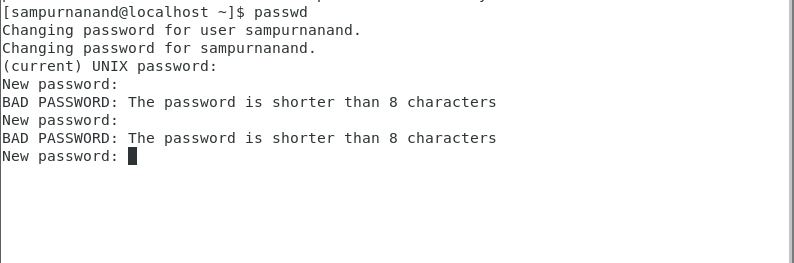 [sampurnanand@localhost ~]$ passwd
Changing password for user sampurnanand.
Changing password for sampurnanand.
(current) UNIX password:
New password:
BAD PASSWORD: The password is shorter than 8 characters
New password:
BAD PASSWORD: The password is shorter than 8 characters
New password: